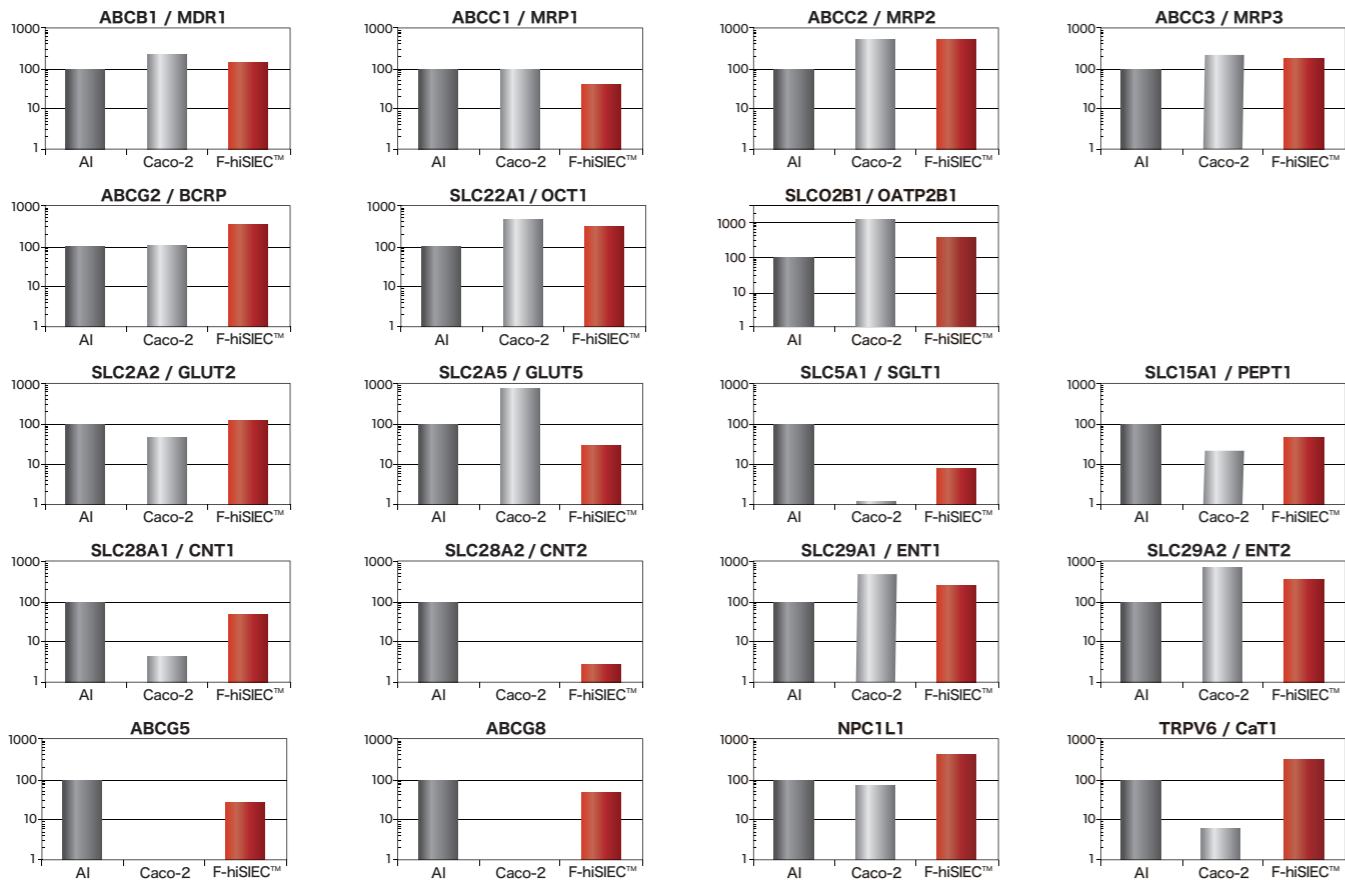 ABCB1 / MDR1
1000
100
10
1
AI Caco-2 F-hiSIEC™
ABCC1 / MRP1
1000
100
10
1
AI Caco-2 F-hiSIEC™
ABCC2 / MRP2
1000
100
10
1
AI Caco-2 F-hiSIEC™
ABCC3 / MRP3
1000
100
10
1
AI Caco-2 F-hiSIEC™
ABCG2 / BCRP
1000
100
10
1
AI Caco-2 F-hiSIEC™
SLC22A1 / OCT1
1000
100
10
1
AI Caco-2 F-hiSIEC™
SLCO2B1 / OATP2B1
1000
100
10
1
AI Caco-2 F-hiSIEC™
SLC2A2 / GLUT2
1000
100
10
1
AI Caco-2 F-hiSIEC™
SLC2A5 / GLUT5
1000
100
10
1
AI Caco-2 F-hiSIEC™
SLC5A1 / SGLT1
1000
100
10
1
AI Caco-2 F-hiSIEC™
SLC15A1 / PEPT1
1000
100
10
1
AI Caco-2 F-hiSIEC™
SLC28A1 / CNT1
1000
100
10
1
AI Caco-2 F-hiSIEC™
SLC28A2 / CNT2
1000
100
10
1
AI Caco-2 F-hiSIEC™
SLC29A1 / ENT1
1000
100
10
1
AI Caco-2 F-hiSIEC™
SLC29A2 / ENT2
1000
100
10
1
AI Caco-2 F-hiSIEC™
ABCG5
1000
100
10
1
AI Caco-2 F-hiSIEC™
ABCG8
1000
100
10
1
AI Caco-2 F-hiSIEC™
NPC1L1
1000
100
10
1
AI Caco-2 F-hiSIEC™
TRPV6 / CaT1
1000
100
10
1
AI Caco-2 F-hiSIEC™